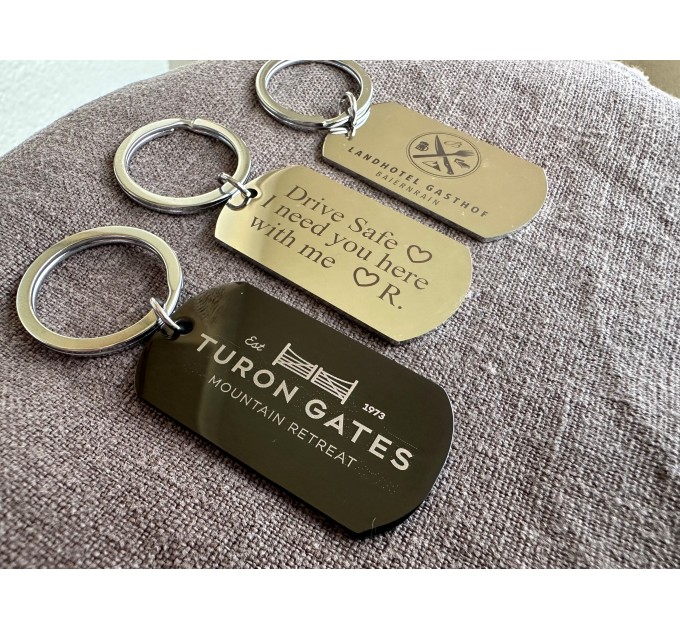 LANDHOTEL GASTHOF
BAIERNRAIN
Drive Safe ♡
I need you here
with me ♡ R.
Est
1973
TURON GATES
MOUNTAIN RETREAT